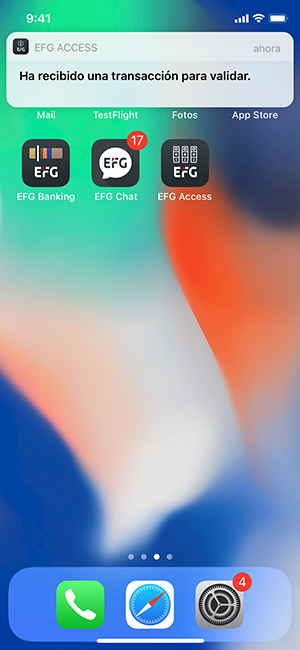 9:41
EFG
EFG ACCESS
ahora
Ha recibido una transacción para validar.
Mail
TestFlight
Fotos
App Store
EFG
EFG
17
EFG
EFG Banking
EFG Chat
EFG Access
4